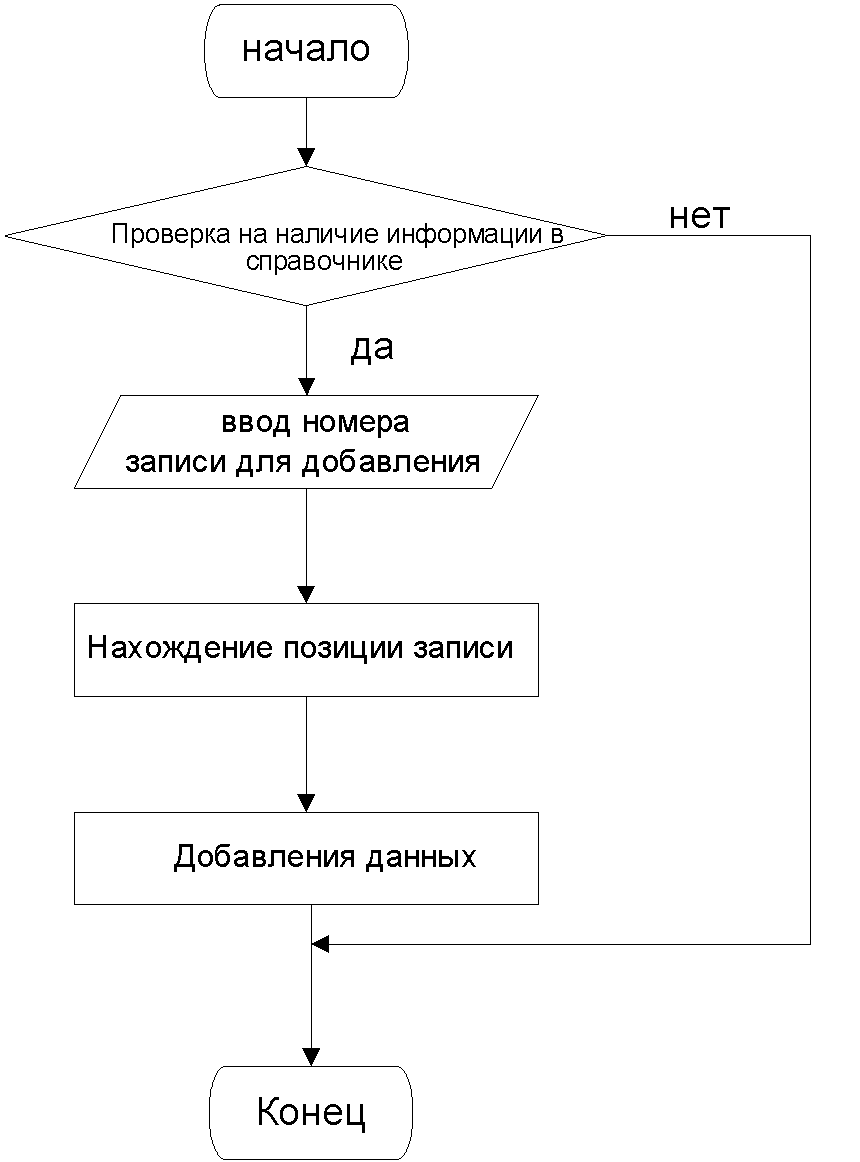 начало
нет
Проверка на наличие информации в
справочнике
да
ввод номера
записи для добавления
Нахождение позиции записи
Добавления данных
Конец